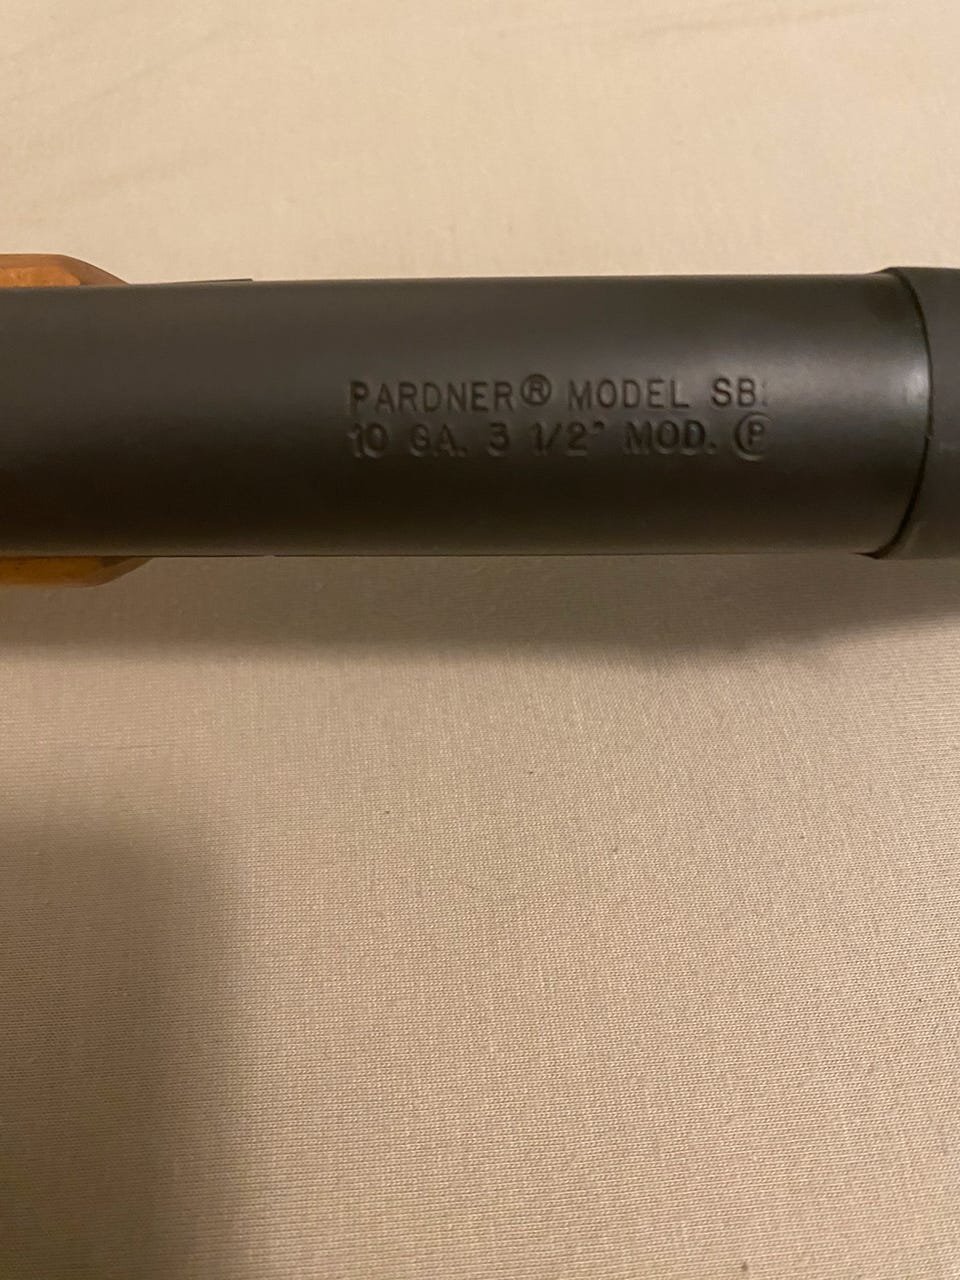 PARDNER® MODEL SB1
10 GA. 3 1/2" MOD. Ⓟ